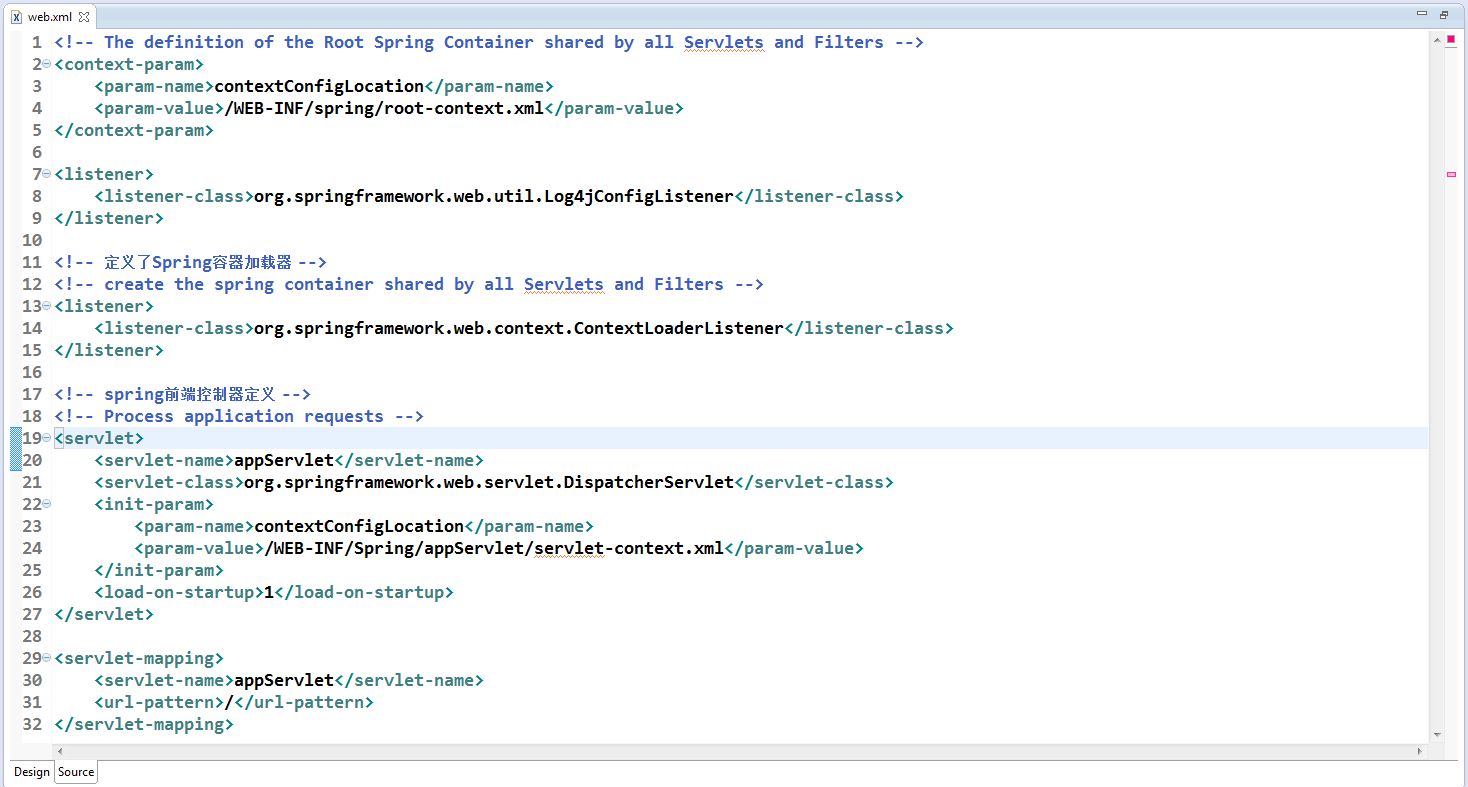 web.xml
1 <!-- The definition of the Root Spring Container shared by all Servlets and Filters -->
2 <context-param>
3     <param-name>contextConfigLocation</param-name>
4     <param-value>/WEB-INF/spring/root-context.xml</param-value>
5 </context-param>
6
7 <listener>
8     <listener-class>org.springframework.web.util.Log4jConfigListener</listener-class>
9 </listener>
10
11 <!-- 定义了Spring容器加载器 -->
12 <!-- create the spring container shared by all Servlets and Filters -->
13 <listener>
14     <listener-class>org.springframework.web.context.ContextLoaderListener</listener-class>
15 </listener>
16
17 <!-- spring前端控制器定义 -->
18 <!-- Process application requests -->
19 <servlet>
20     <servlet-name>appServlet</servlet-name>
21     <servlet-class>org.springframework.web.servlet.DispatcherServlet</servlet-class>
22     <init-param>
23         <param-name>contextConfigLocation</param-name>
24         <param-value>/WEB-INF/Spring/appServlet/servlet-context.xml</param-value>
25     </init-param>
26     <load-on-startup>1</load-on-startup>
27 </servlet>
28
29 <servlet-mapping>
30     <servlet-name>appServlet</servlet-name>
31     <url-pattern>/</url-pattern>
32 </servlet-mapping>
Design Source